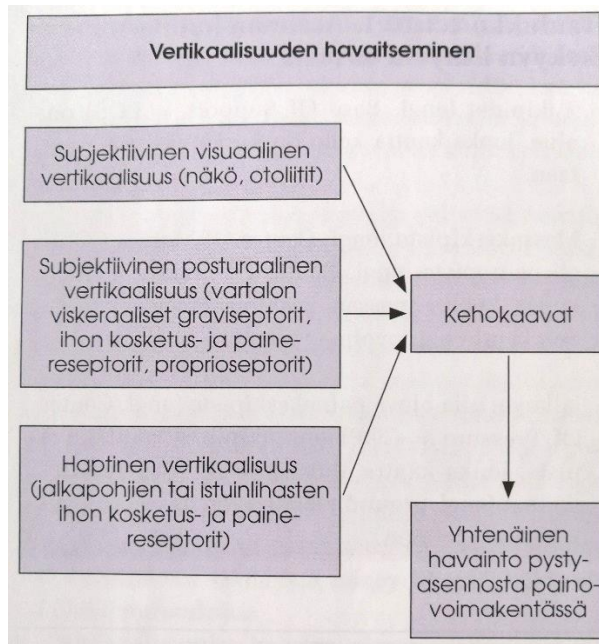 Vertikaalisuuden havaitseminen
Subjektiivinen visuaalinen
vertikaalisuus (näkö, otoliitit)
Subjektiivinen posturaalinen
vertikaalisuus (vartalon
viskeraaliset graviseptorit,
ihon kosketus- ja paine-
reseptorit, proprioseptorit)
Kehokaavat
Haptinen vertikaalisuus
(jalkapohjien tai istuinlihasten
ihon kosketus- ja paine-
reseptorit)
Yhtenäinen
havainto pysty-
asennosta paino-
voimakentässä